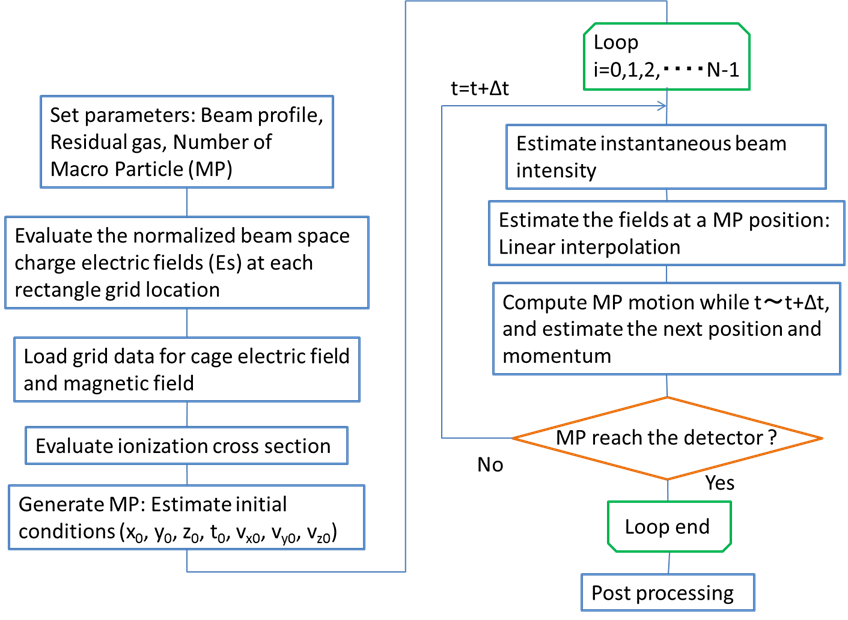 Set parameters: Beam profile,
Residual gas, Number of
Macro Particle (MP)
Evaluate the normalized beam space
charge electric fields (Es) at each
rectangle grid location
Load grid data for cage electric field
and magnetic field
Evaluate ionization cross section
Generate MP: Estimate initial
conditions (x₀, y₀, z₀, t₀, vₓ₀, v_y₀, v_z₀)
Loop
i=0,1,2,････N-1
t=t+Δt
Estimate instantaneous beam
intensity
Estimate the fields at a MP position:
Linear interpolation
Compute MP motion while t～t+Δt,
and estimate the next position and
momentum
MP reach the detector ?
No
Yes
Loop end
Post processing